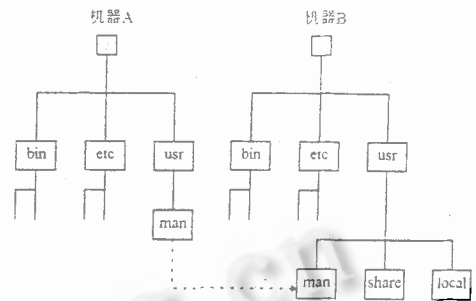 机器A 机器B
bin etc usr bin etc usr
man
man share local